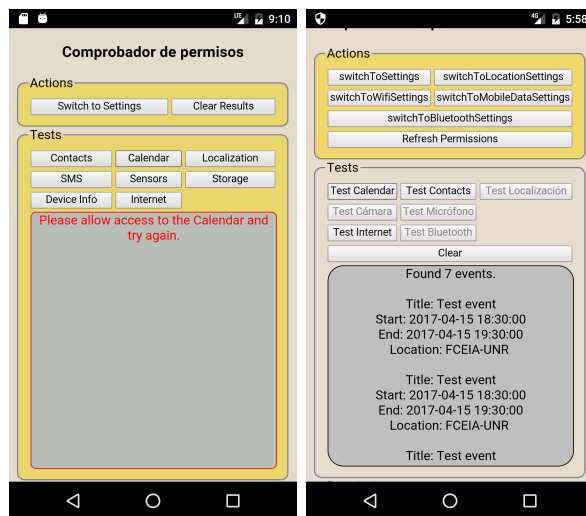 LTE 9:10
Comprobador de permisos
Actions
Switch to Settings Clear Results
Tests
Contacts Calendar Localization
SMS Sensors Storage
Device Info Internet
Please allow access to the Calendar and
try again.
4G 5:58
Actions
switchToSettings switchToLocationSettings
switchToWifiSettings switchToMobileDataSettings
switchToBluetoothSettings
Refresh Permissions
Tests
Test Calendar Test Contacts Test Localización
Test Cámara Test Micrófono
Test Internet Test Bluetooth
Clear
Found 7 events.
Title: Test event
Start: 2017-04-15 18:30:00
End: 2017-04-15 19:30:00
Location: FCEIA-UNR
Title: Test event
Start: 2017-04-15 18:30:00
End: 2017-04-15 19:30:00
Location: FCEIA-UNR
Title: Test event